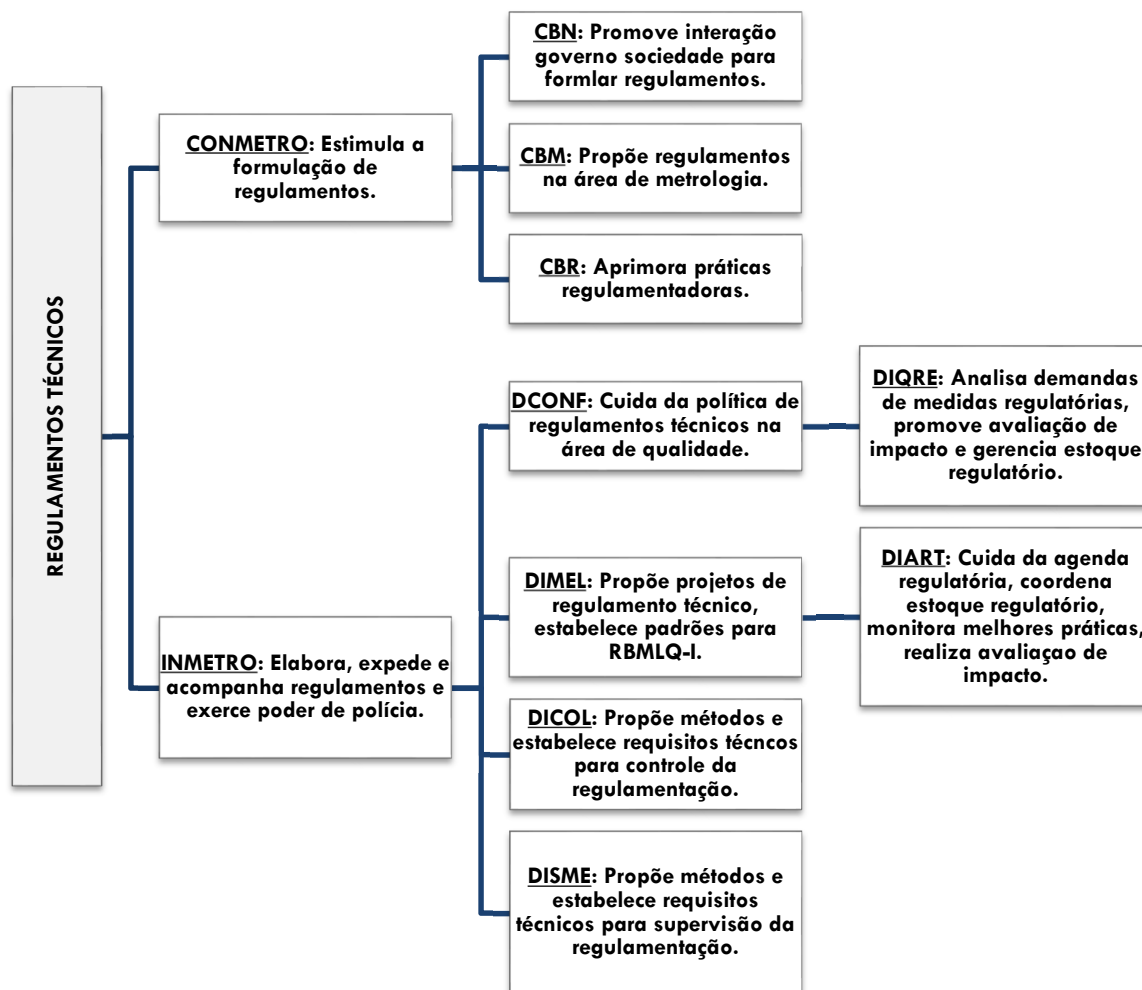 REGULAMENTOS TÉCNICOS
CONMETRO: Estimula a
formulação de
regulamentos.
CBN: Promove interação
governo sociedade para
formlar regulamentos.
CBM: Propõe regulamentos
na área de metrologia.
CBR: Aprimora práticas
regulamentadoras.
INMETRO: Elabora, expede e
acompanha regulamentos e
exerce poder de polícia.
DCONF: Cuida da política de
regulamentos técnicos na
área de qualidade.
DIQRE: Analisa demandas
de medidas regulatórias,
promove avaliação de
impacto e gerencia estoque
regulatório.
DIMEL: Propõe projetos de
regulamento técnico,
estabelece padrões para
RBMLQ-I.
DIART: Cuida da agenda
regulatória, coordena
estoque regulatório,
monitora melhores práticas,
realiza avaliaçao de
impacto.
DICOL: Propõe métodos e
estabelece requisitos técncos
para controle da
regulamentação.
DISME: Propõe métodos e
estabelece requisitos
técnicos para supervisão da
regulamentação.